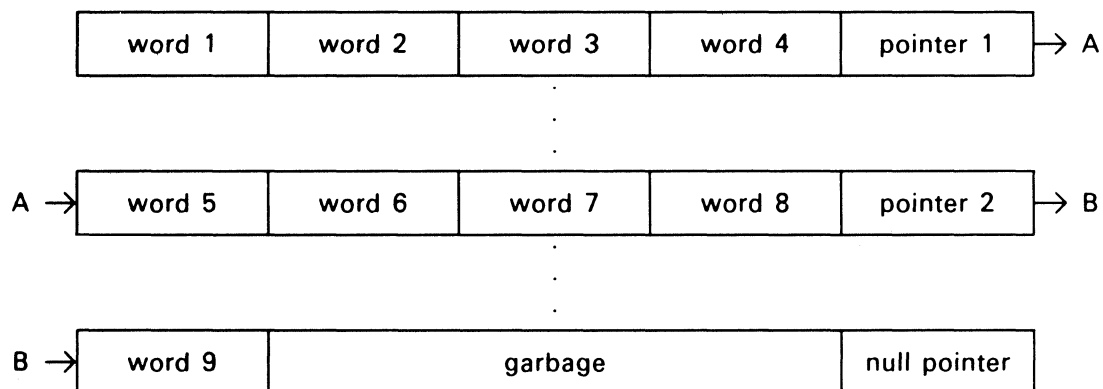 word 1 word 2 word 3 word 4 pointer 1 → A
A → word 5 word 6 word 7 word 8 pointer 2 → B
B → word 9 garbage null pointer